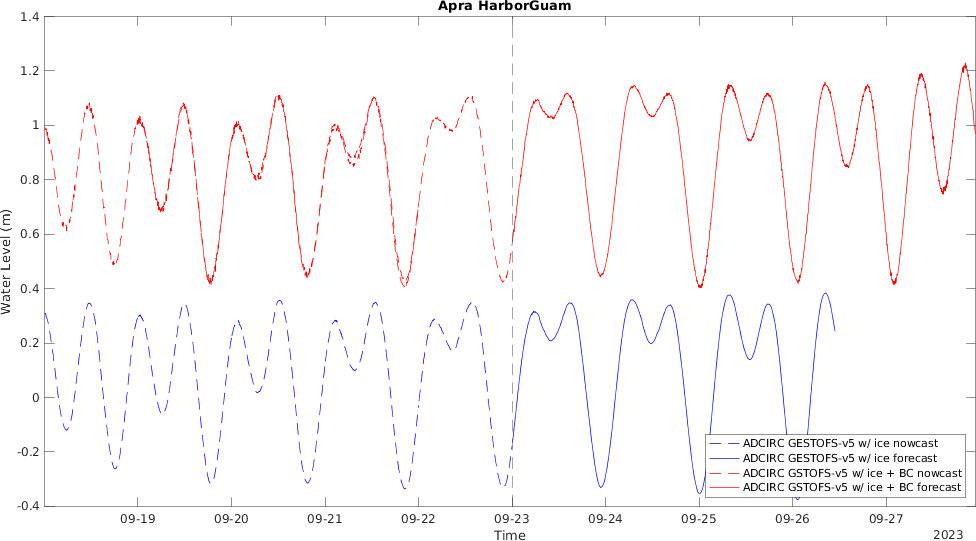 Apra HarborGuam
1.4
1.2
1
0.8
0.6
0.4
0.2
0
-0.2
-0.4
Water Level (m)
09-19 09-20 09-21 09-22 09-23 09-24 09-25 09-26 09-27
Time
2023
ADCIRC GESTOFS-v5 w/ ice nowcast
ADCIRC GESTOFS-v5 w/ ice forecast
ADCIRC GSTOFS-v5 w/ ice + BC nowcast
ADCIRC GSTOFS-v5 w/ ice + BC forecast